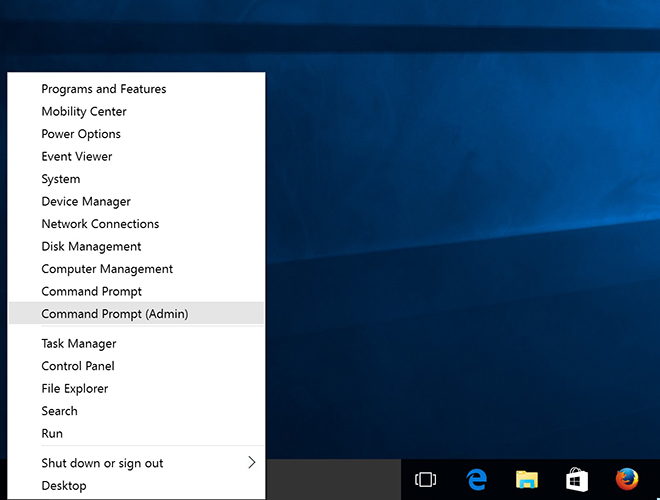 Programs and Features
Mobility Center
Power Options
Event Viewer
System
Device Manager
Network Connections
Disk Management
Computer Management
Command Prompt
Command Prompt (Admin)
Task Manager
Control Panel
File Explorer
Search
Run
Shut down or sign out
Desktop